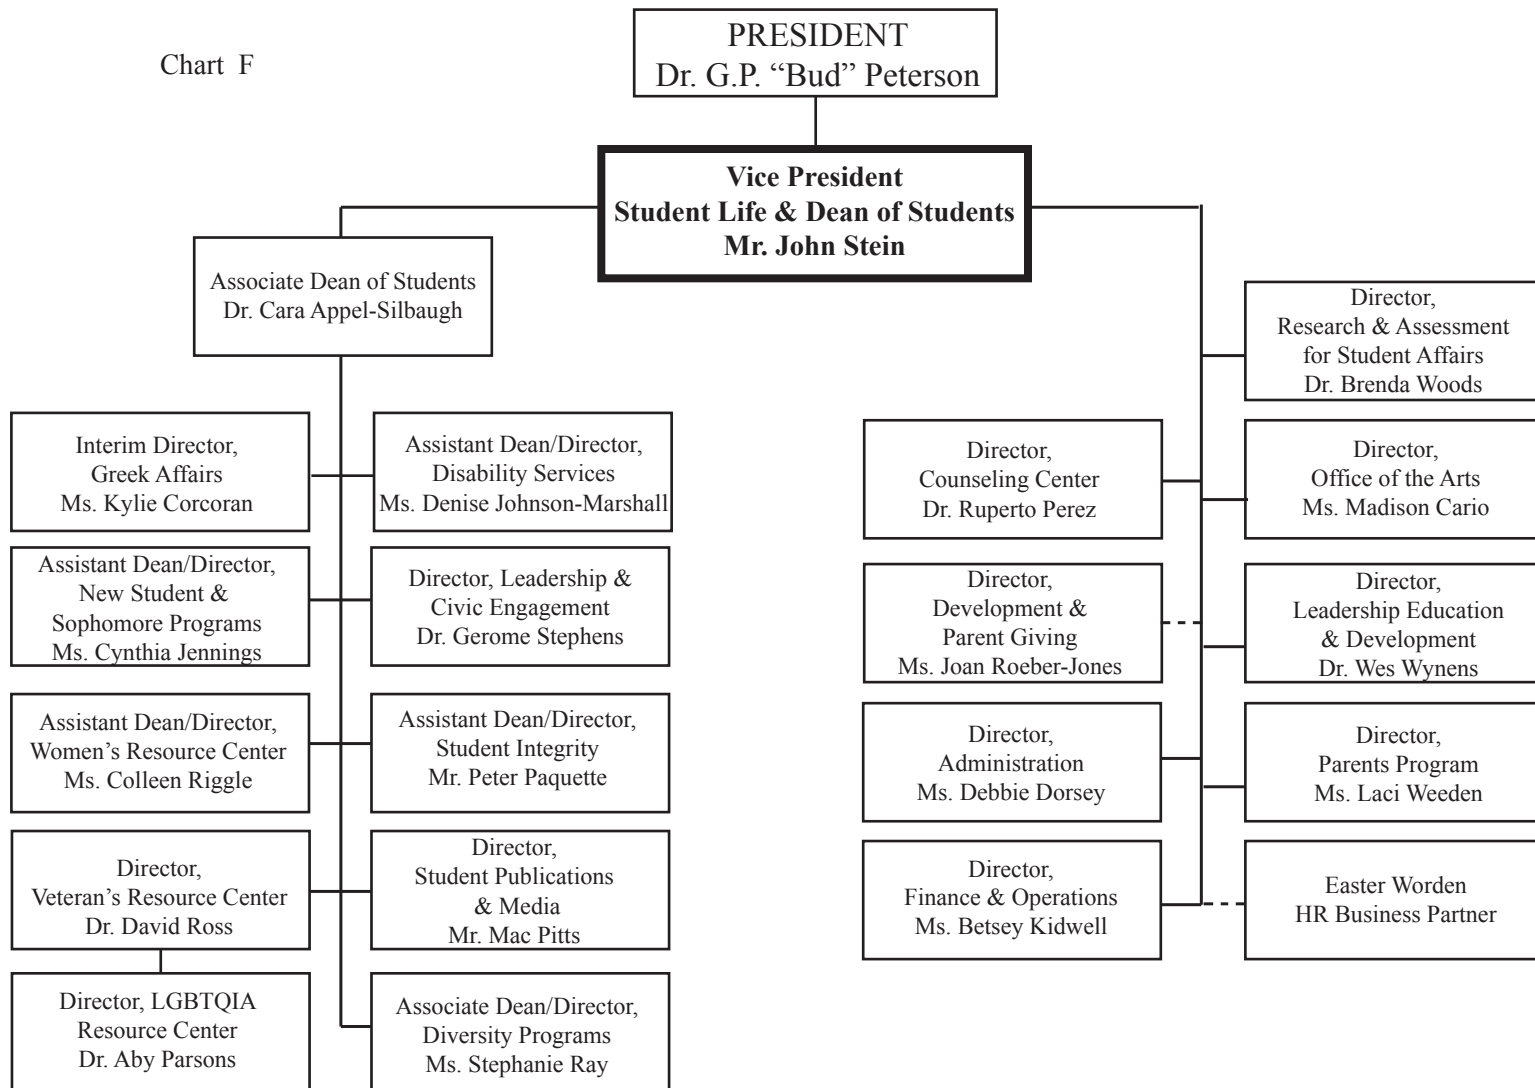 Chart F
PRESIDENT
Dr. G.P. “Bud” Peterson
Vice President
Student Life & Dean of Students
Mr. John Stein
Associate Dean of Students
Dr. Cara Appel-Silbaugh
Interim Director,
Greek Affairs
Ms. Kylie Corcoran
Assistant Dean/Director,
Disability Services
Ms. Denise Johnson-Marshall
Assistant Dean/Director,
New Student &
Sophomore Programs
Ms. Cynthia Jennings
Director, Leadership &
Civic Engagement
Dr. Gerome Stephens
Assistant Dean/Director,
Women’s Resource Center
Ms. Colleen Riggle
Assistant Dean/Director,
Student Integrity
Mr. Peter Paquette
Director,
Veteran’s Resource Center
Dr. David Ross
Director,
Student Publications
& Media
Mr. Mac Pitts
Director, LGBTQIA
Resource Center
Dr. Aby Parsons
Associate Dean/Director,
Diversity Programs
Ms. Stephanie Ray
Director,
Research & Assessment
for Student Affairs
Dr. Brenda Woods
Director,
Counseling Center
Dr. Ruperto Perez
Director,
Office of the Arts
Ms. Madison Cario
Director,
Development &
Parent Giving
Ms. Joan Roeber-Jones
Director,
Leadership Education
& Development
Dr. Wes Wynens
Director,
Administration
Ms. Debbie Dorsey
Director,
Parents Program
Ms. Laci Weeden
Director,
Finance & Operations
Ms. Betsey Kidwell
Easter Worden
HR Business Partner